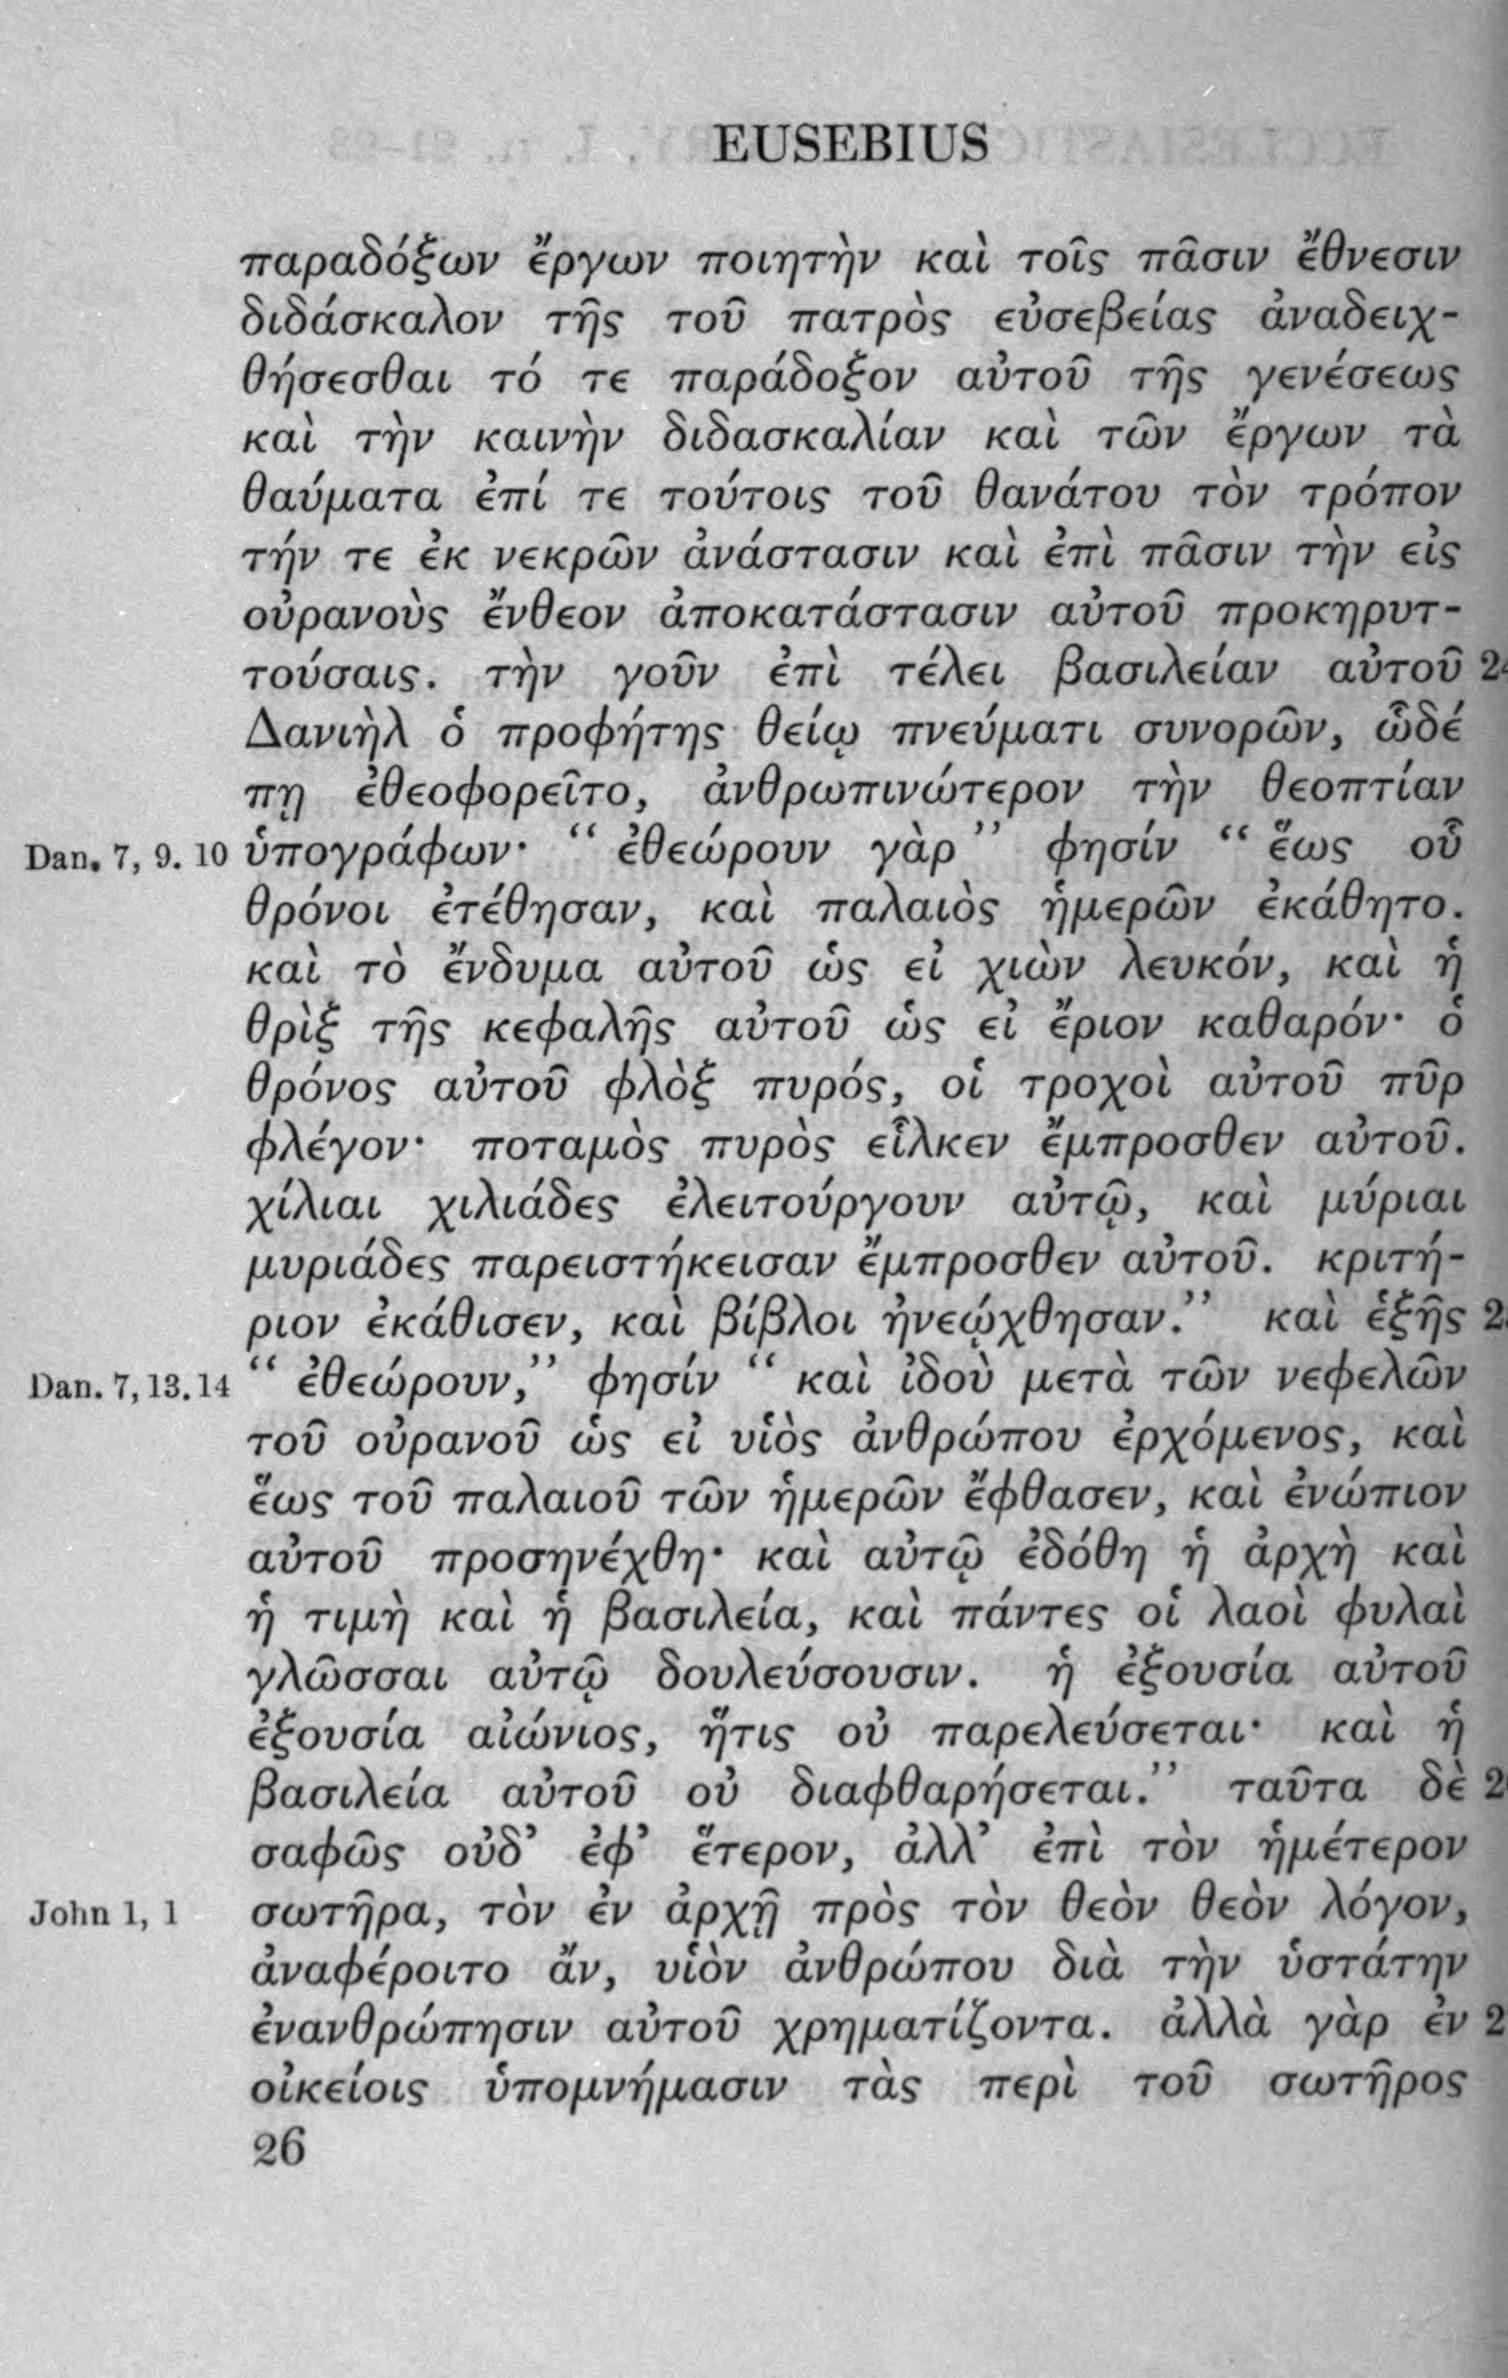 EUSEBIUS
παραδόξων ἔργων ποιητὴν καὶ τοῖς πᾶσιν ἔθνεσιν
διδάσκαλον τῆς τοῦ πατρὸς εὐσεβείας ἀναδειχ-
θήσεσθαι τό τε παράδοξον αὐτοῦ τῆς γενέσεως
καὶ τὴν καινὴν διδασκαλίαν καὶ τῶν ἔργων τὰ
θαύματα ἐπί τε τούτοις τοῦ θανάτου τὸν τρόπον
τήν τε ἐκ νεκρῶν ἀνάστασιν καὶ ἐπὶ πᾶσιν τὴν εἰς
οὐρανοὺς ἔνθεον ἀποκατάστασιν αὐτοῦ προκηρυτ-
τούσαις. τὴν γοῦν ἐπὶ τέλει βασιλείαν αὐτοῦ
Δανιὴλ ὁ προφήτης θείῳ πνεύματι συνορῶν, ὧδέ
πῃ ἐθεοφορεῖτο, ἀνθρωπινώτερον τὴν θεοπτίαν
Dan. 7, 9. 10 ὑπογράφων· “ ἐθεώρουν γὰρ ” φησίν “ ἕως οὗ
θρόνοι ἐτέθησαν, καὶ παλαιὸς ἡμερῶν ἐκάθητο.
καὶ τὸ ἔνδυμα αὐτοῦ ὡς εἰ χιὼν λευκόν, καὶ ἡ
θρὶξ τῆς κεφαλῆς αὐτοῦ ὡς εἰ ἔριον καθαρόν· ὁ
θρόνος αὐτοῦ φλὸξ πυρός, οἱ τροχοὶ αὐτοῦ πῦρ
φλέγον· ποταμὸς πυρὸς εἷλκεν ἔμπροσθεν αὐτοῦ.
χίλιαι χιλιάδες ἐλειτούργουν αὐτῷ, καὶ μύριαι
μυριάδες παρειστήκεισαν ἔμπροσθεν αὐτοῦ. κριτή-
ριον ἐκάθισεν, καὶ βίβλοι ἠνεῴχθησαν.” καὶ ἑξῆς
Dan. 7, 13. 14 “ ἐθεώρουν,” φησίν “ καὶ ἰδοὺ μετὰ τῶν νεφελῶν
τοῦ οὐρανοῦ ὡς εἰ υἱὸς ἀνθρώπου ἐρχόμενος, καὶ
ἕως τοῦ παλαιοῦ τῶν ἡμερῶν ἔφθασεν, καὶ ἐνώπιον
αὐτοῦ προσηνέχθη· καὶ αὐτῷ ἐδόθη ἡ ἀρχὴ καὶ
ἡ τιμὴ καὶ ἡ βασιλεία, καὶ πάντες οἱ λαοὶ φυλαὶ
γλῶσσαι αὐτῷ δουλεύσουσιν. ἡ ἐξουσία αὐτοῦ
ἐξουσία αἰώνιος, ἥτις οὐ παρελεύσεται· καὶ ἡ
βασιλεία αὐτοῦ οὐ διαφθαρήσεται.” ταῦτα δὲ
σαφῶς οὐδ’ ἐφ’ ἕτερον, ἀλλ’ ἐπὶ τὸν ἡμέτερον
John 1, 1 σωτῆρα, τὸν ἐν ἀρχῇ πρὸς τὸν θεὸν θεὸν λόγον,
ἀναφέροιτο ἄν, υἱὸν ἀνθρώπου διὰ τὴν ὑστάτην
ἐνανθρώπησιν αὐτοῦ χρηματίζοντα. ἀλλὰ γὰρ ἐν
οἰκείοις ὑπομνήμασιν τὰς περὶ τοῦ σωτῆρος
26